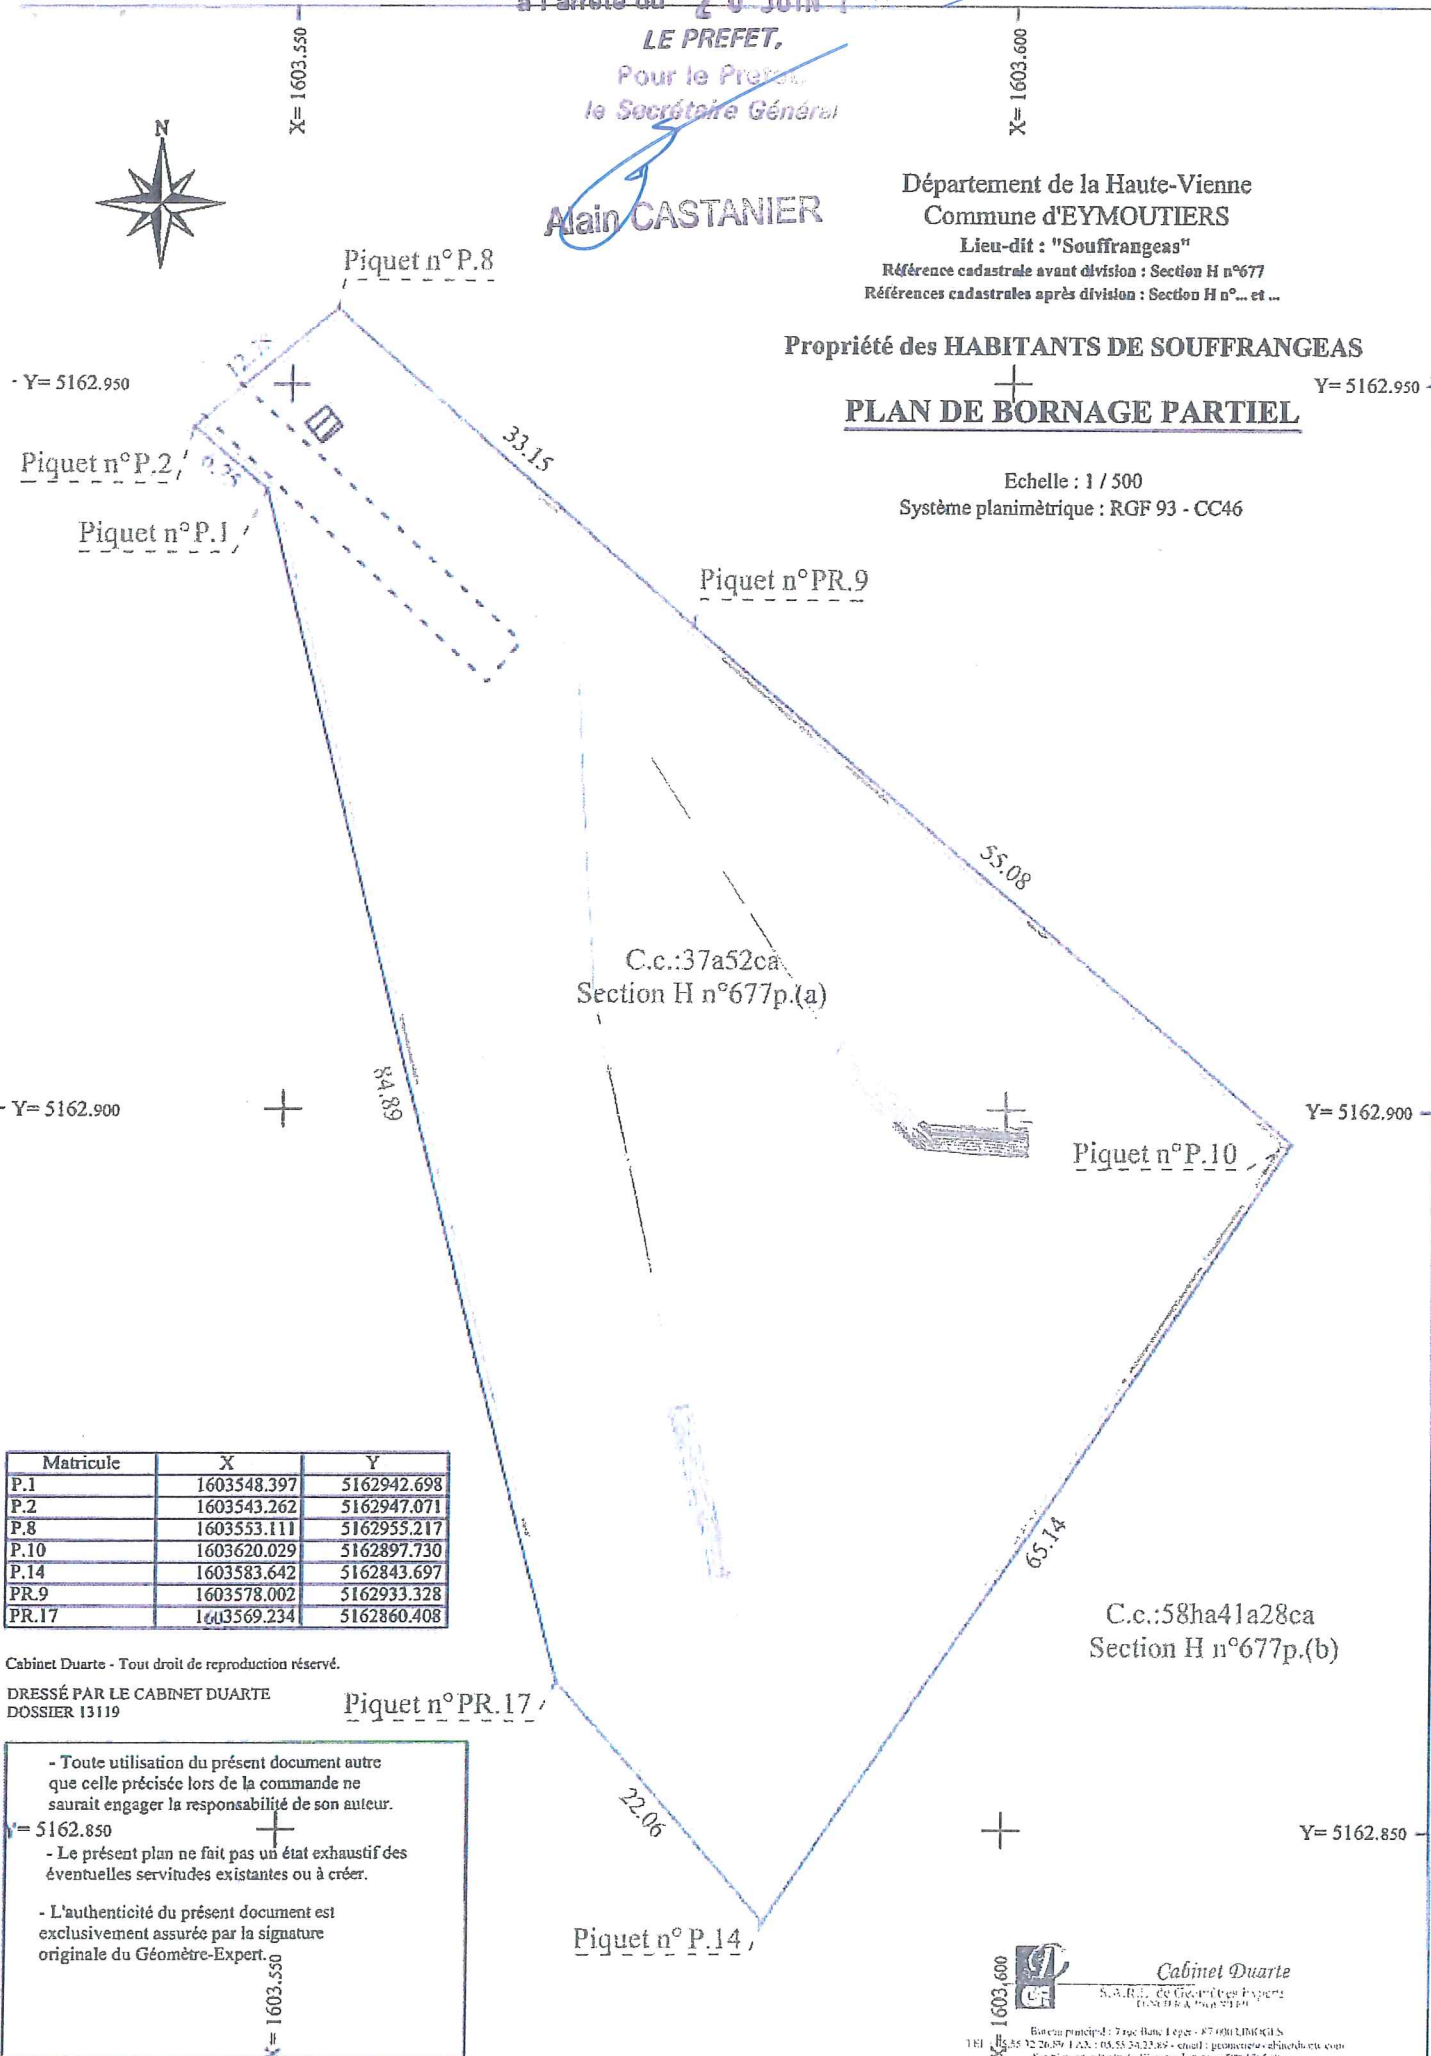 à l'arrêté du 20 JUIN
LE PREFET,
Pour le Prefet
le Secrétaire Général
Alain CASTANIER
X= 1603.550
X= 1603.600
N
Département de la Haute-Vienne
Commune d'EYMOUTIERS
Lieu-dit : "Souffrangeas"
Référence cadastrale avant division : Section H n°677
Références cadastrales après division : Section H n°... et ...
Propriété des HABITANTS DE SOUFFRANGEAS
PLAN DE BORNAGE PARTIEL
Echelle : 1 / 500
Système planimètrique : RGF 93 - CC46
- Y= 5162.950
Y= 5162.950 -
Piquet n°P.8
Piquet n°P.2
Piquet n°P.1
33.15
Piquet n°PR.9
55.08
C.c.:37a52ca
Section H n°677p.(a)
84.89
- Y= 5162.900
Y= 5162.900 -
Piquet n°P.10
Matricule X Y
P.1 1603548.397 5162942.698
P.2 1603543.262 5162947.071
P.8 1603553.111 5162955.217
P.10 1603620.029 5162897.730
P.14 1603583.642 5162843.697
PR.9 1603578.002 5162933.328
PR.17 1603569.234 5162860.408
65.14
C.c.:58ha41a28ca
Section H n°677p.(b)
Cabinet Duarte - Tout droit de reproduction réservé.
DRESSÉ PAR LE CABINET DUARTE
DOSSIER 13119
Piquet n°PR.17
- Toute utilisation du présent document autre
que celle précisée lors de la commande ne
saurait engager la responsabilité de son auteur.
Y= 5162.850
- Le présent plan ne fait pas un état exhaustif des
éventuelles servitudes existantes ou à créer.
- L'authenticité du présent document est
exclusivement assurée par la signature
originale du Géomètre-Expert.
X= 1603.550
22.06
Y= 5162.850 -
Piquet n° P.14
X= 1603.600
Cabinet Duarte
S.A.R.L. de Géomètres Experts